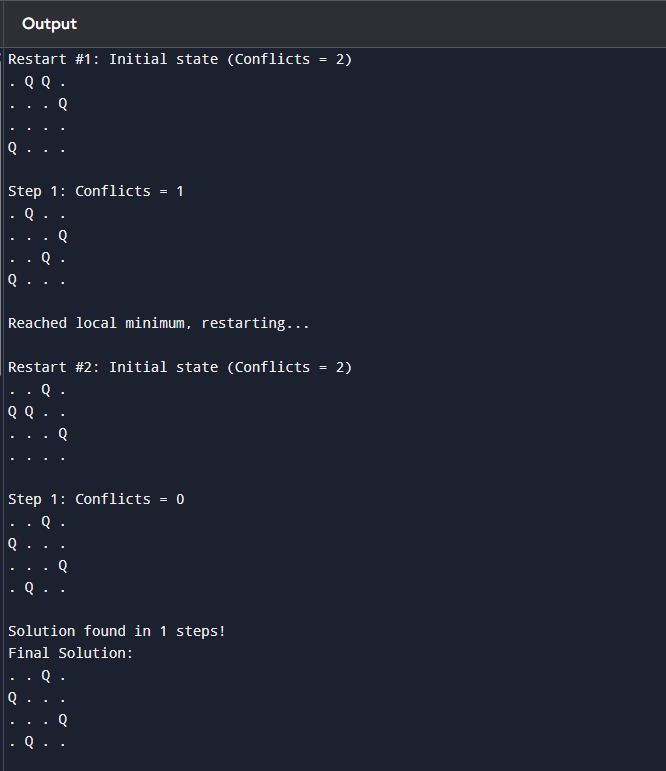 Output
Restart #1: Initial state (Conflicts = 2)
. Q Q .
. . . Q
. . . .
Q . . .
Step 1: Conflicts = 1
. Q . .
. . . Q
. . Q .
Q . . .
Reached local minimum, restarting...
Restart #2: Initial state (Conflicts = 2)
. . Q .
Q Q . .
. . . Q
. . . .
Step 1: Conflicts = 0
. . Q .
Q . . .
. . . Q
. Q . .
Solution found in 1 steps!
Final Solution:
. . Q .
Q . . .
. . . Q
. Q . .